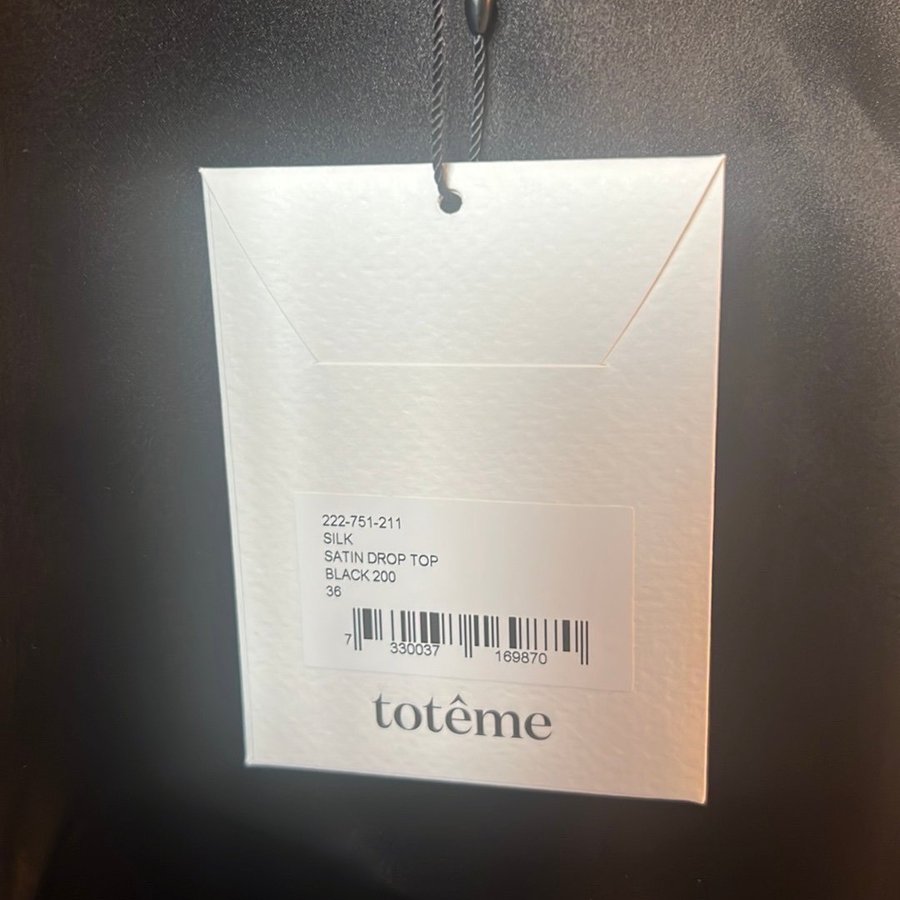 222-751-211
SILK
SATIN DROP TOP
BLACK 200
36
7 330037 169870
totême